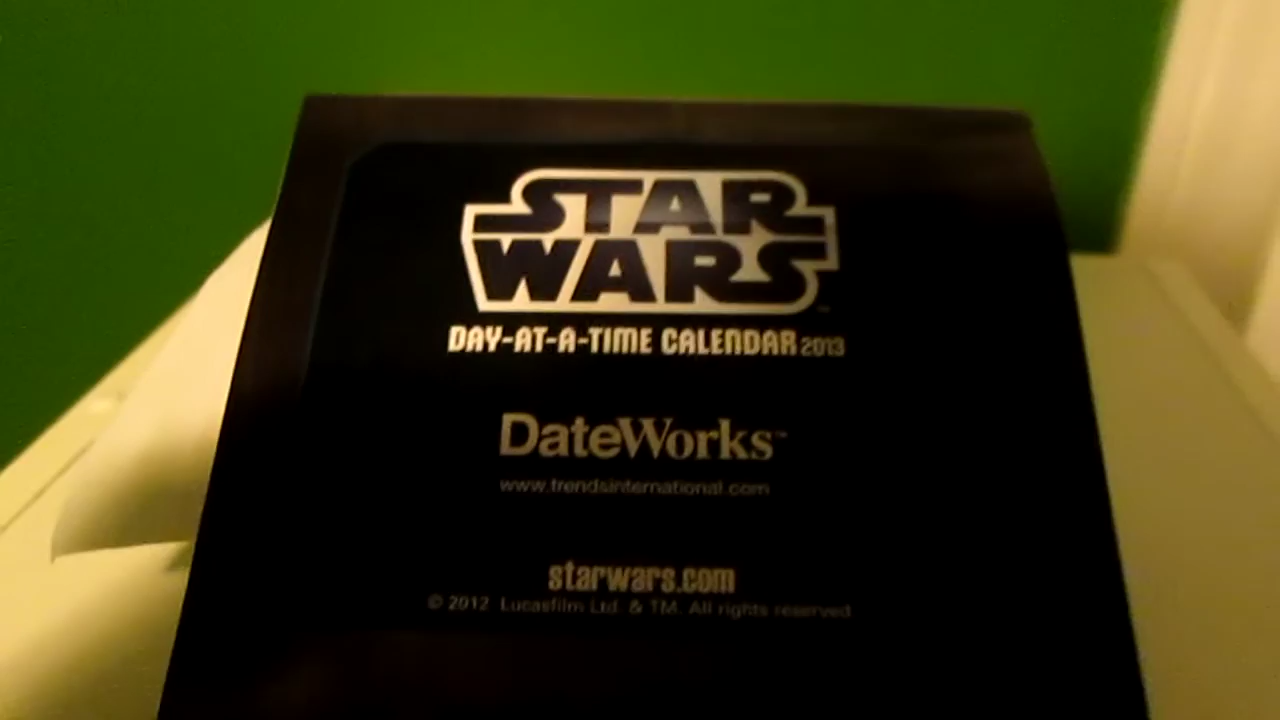 STAR
WARS
DAY-AT-A-TIME CALENDAR 2013
DateWorks™
www.trendsinternational.com
starwars.com
© 2012 Lucasfilm Ltd. & TM. All rights reserved